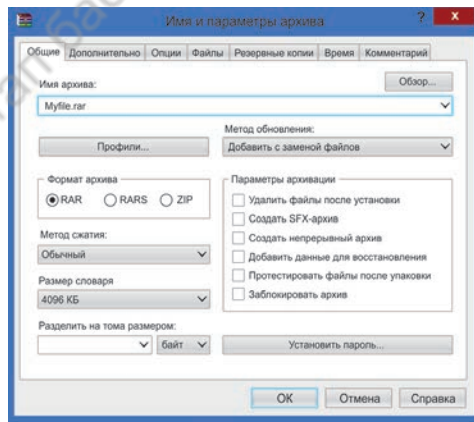 Имя и параметры архива
Общие Дополнительно Опции Файлы Резервные копии Время Комментарий
Имя архива:
Обзор...
Myfile.rar
Метод обновления:
Профили...
Добавить с заменой файлов
Формат архива
RAR RARS ZIP
Метод сжатия:
Обычный
Размер словаря
4096 КБ
Разделить на тома размером:
байт
Параметры архивации
Удалить файлы после установки
Создать SFX-архив
Создать непрерывный архив
Добавить данные для восстановления
Протестировать файлы после упаковки
Заблокировать архив
Установить пароль...
ОК Отмена Справка